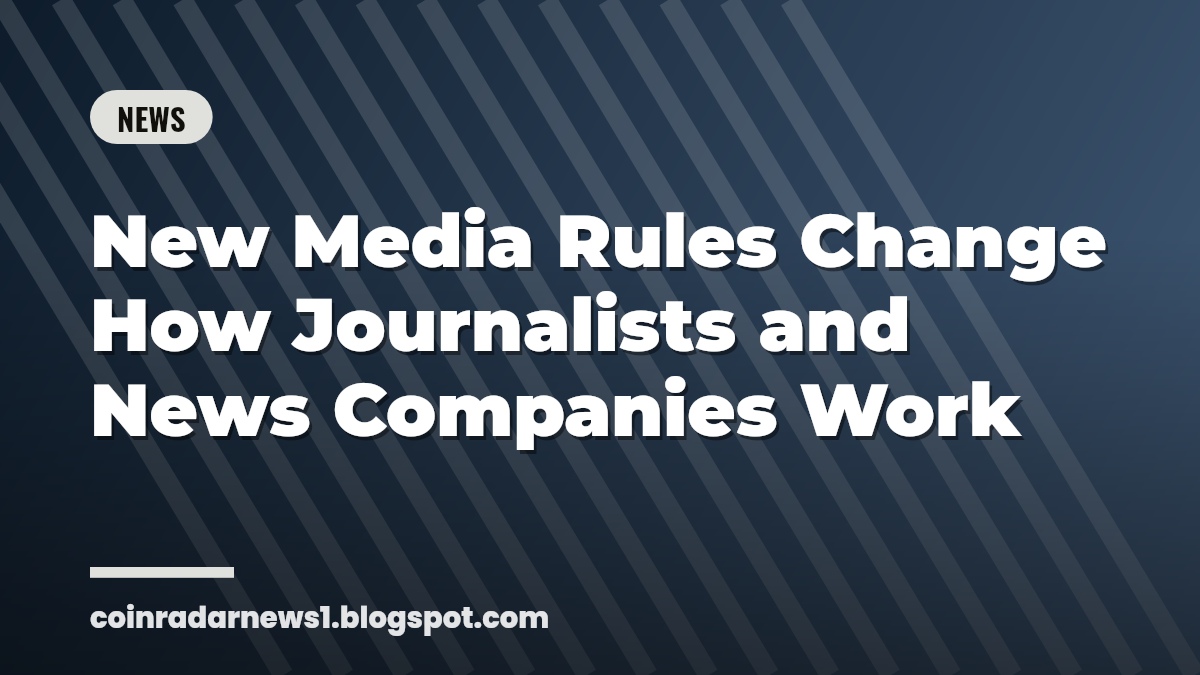 NEWS
New Media Rules Change
How Journalists and
News Companies Work
coinradarnews1.blogspot.com